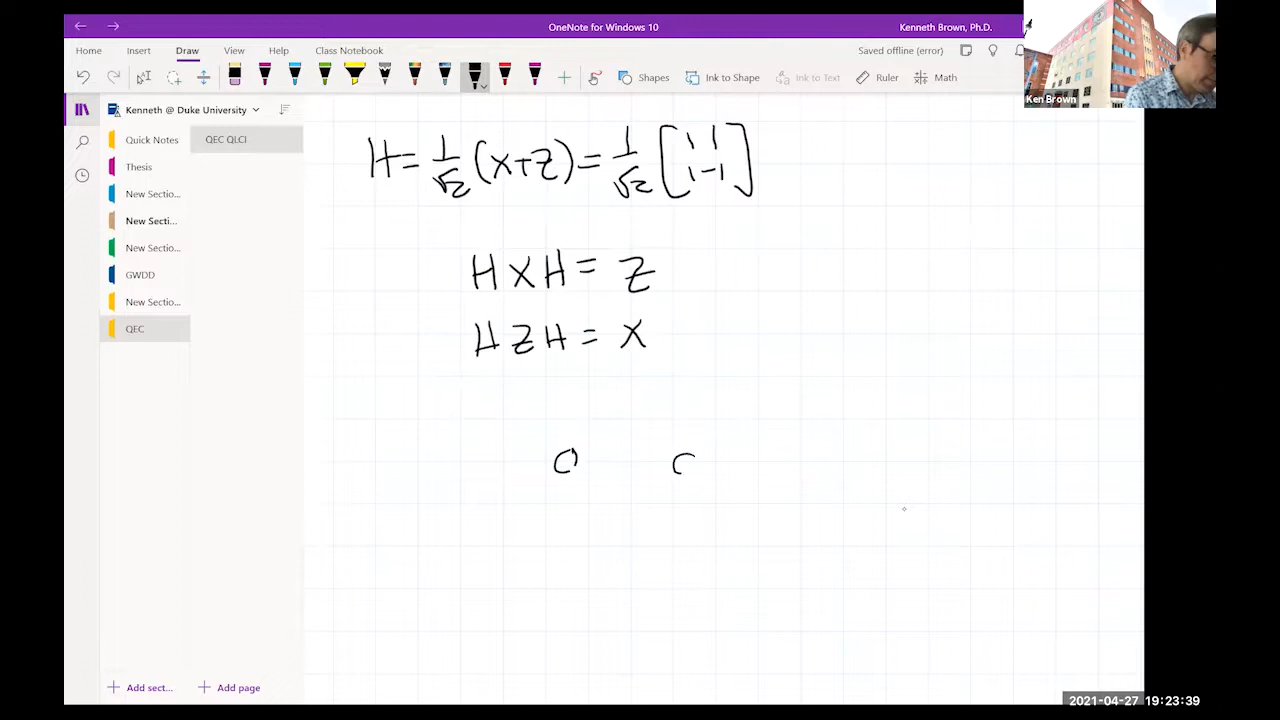 OneNote for Windows 10
Kenneth Brown, Ph.D.
Home Insert Draw View Help Class Notebook
Saved offline (error)
Shapes Ink to Shape Ink to Text Ruler Math
Ken Brown
Kenneth @ Duke University
Quick Notes
Thesis
New Sectio...
New Secti...
New Sectio...
GWDD
New Sectio...
QEC
QEC QLCI
H = 1/√2 (X+Z) = 1/√2 [1 1
1 -1]
H X H = Z
H Z H = X
Add sect...
Add page
2021-04-27 19:23:39